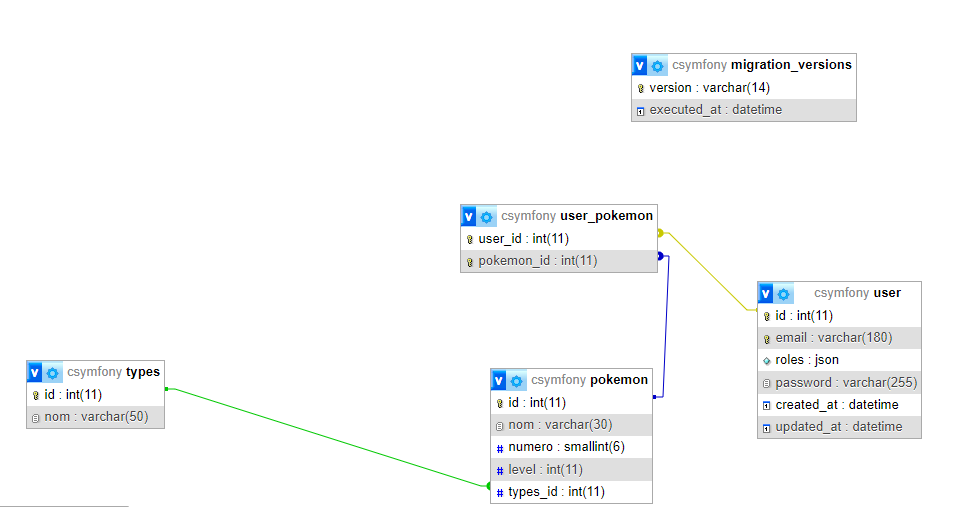 csymfony migration_versions
version : varchar(14)
executed_at : datetime
csymfony user_pokemon
user_id : int(11)
pokemon_id : int(11)
csymfony user
id : int(11)
email : varchar(180)
roles : json
password : varchar(255)
created_at : datetime
updated_at : datetime
csymfony types
id : int(11)
nom : varchar(50)
csymfony pokemon
id : int(11)
nom : varchar(30)
# numero : smallint(6)
# level : int(11)
# types_id : int(11)